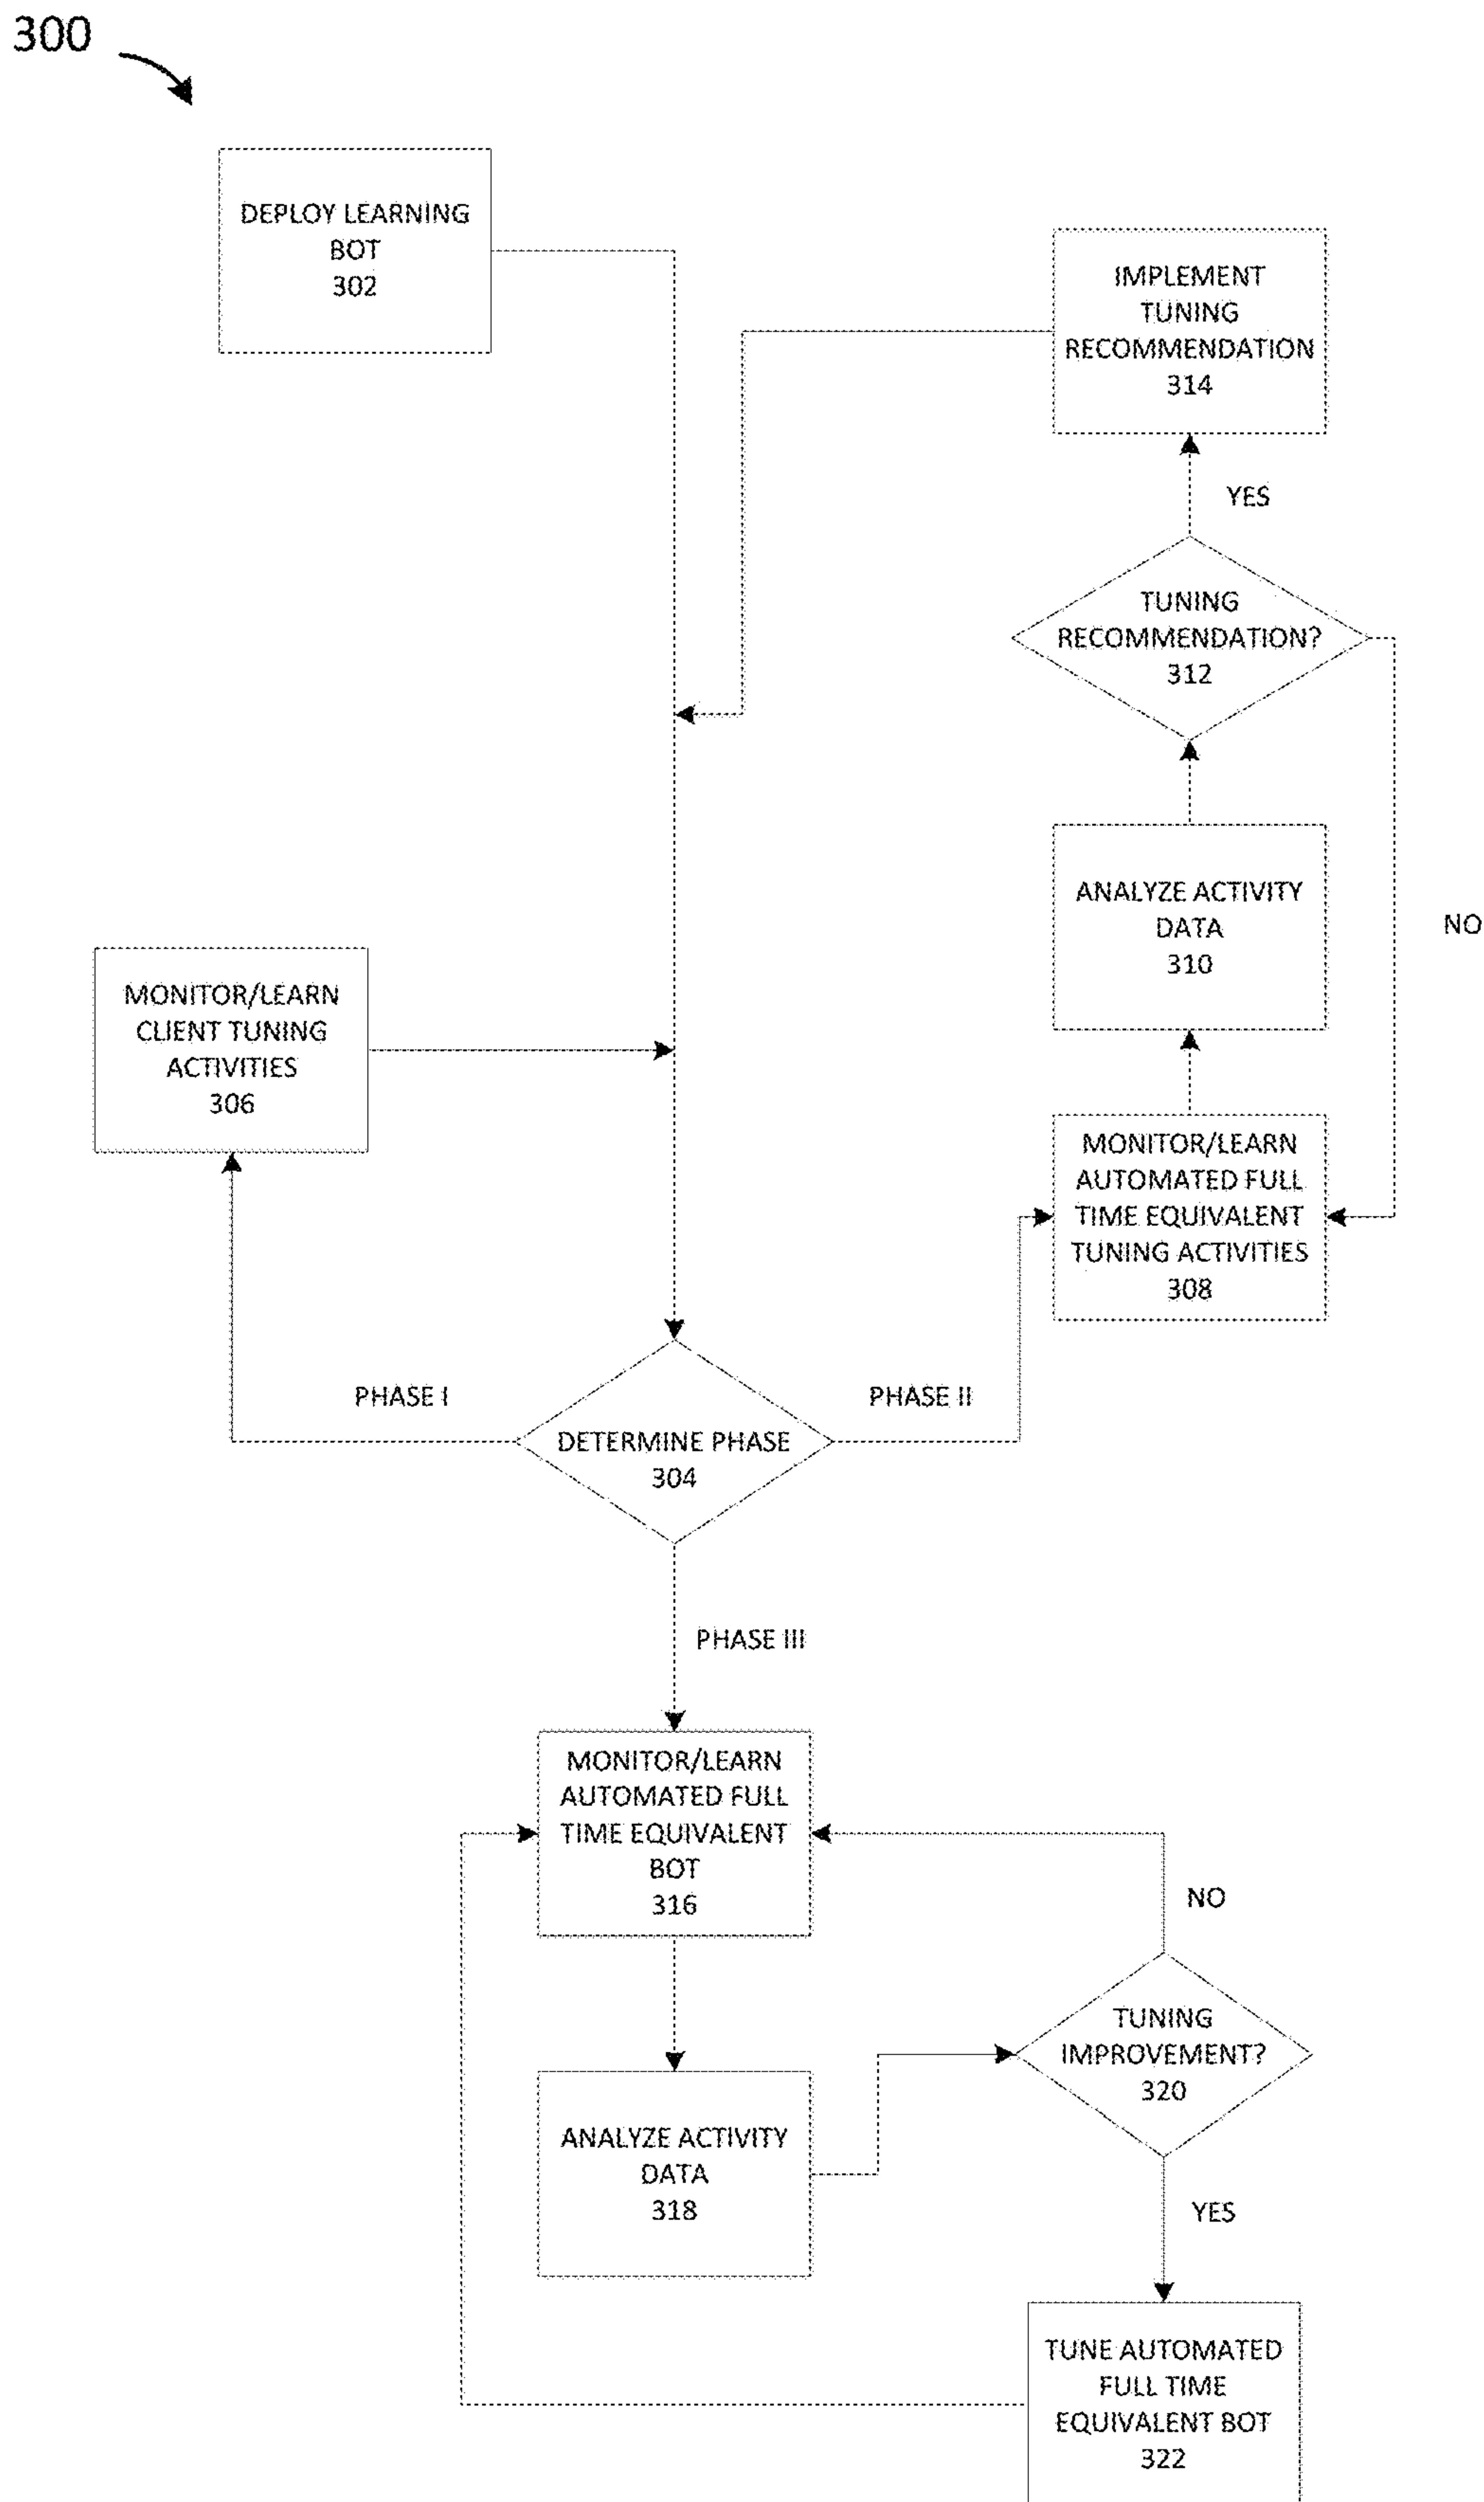 300
DEPLOY LEARNING
BOT
302
IMPLEMENT
TUNING
RECOMMENDATION
314
YES
TUNING
RECOMMENDATION?
312
ANALYZE ACTIVITY
DATA
310
NO
MONITOR/LEARN
CLIENT TUNING
ACTIVITIES
306
MONITOR/LEARN
AUTOMATED FULL
TIME EQUIVALENT
TUNING ACTIVITIES
308
PHASE I
PHASE II
DETERMINE PHASE
304
PHASE III
MONITOR/LEARN
AUTOMATED FULL
TIME EQUIVALENT
BOT
316
NO
TUNING
IMPROVEMENT?
320
ANALYZE ACTIVITY
DATA
318
YES
TUNE AUTOMATED
FULL TIME
EQUIVALENT BOT
322